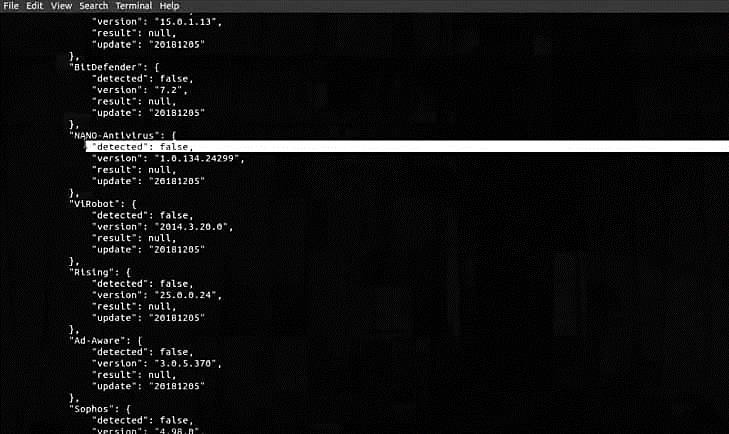 File Edit View Search Terminal Help
"version": "15.0.1.13",
"result": null,
"update": "20181205"
},
"BitDefender": {
"detected": false,
"version": "7.2",
"result": null,
"update": "20181205"
},
"NANO-Antivirus": {
"detected": false,
"version": "1.0.134.24299",
"result": null,
"update": "20181205"
},
"ViRobot": {
"detected": false,
"version": "2014.3.20.0",
"result": null,
"update": "20181205"
},
"Rising": {
"detected": false,
"version": "25.0.0.24",
"result": null,
"update": "20181205"
},
"Ad-Aware": {
"detected": false,
"version": "3.0.5.370",
"result": null,
"update": "20181205"
},
"Sophos": {
"detected": false,
"version": "4.98.0",